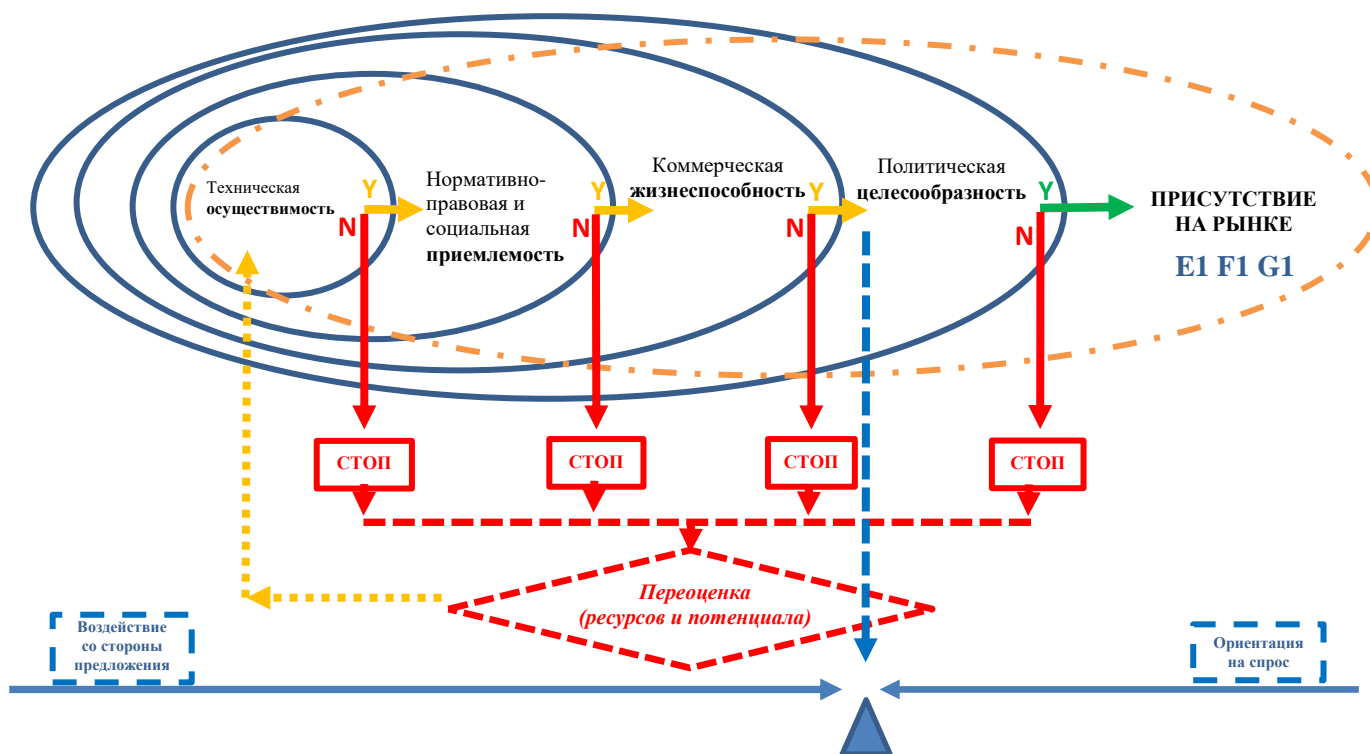 Техническая
осуществимость
Y
N
Нормативно-
правовая и
социальная
приемлемость
Y
N
Коммерческая
жизнеспособность
Y
N
Политическая
целесообразность
Y
N
ПРИСУТСТВИЕ
НА РЫНКЕ
E1 F1 G1
СТОП
СТОП
СТОП
СТОП
Переоценка
(ресурсов и потенциала)
Воздействие
со стороны
предложения
Ориентация
на спрос